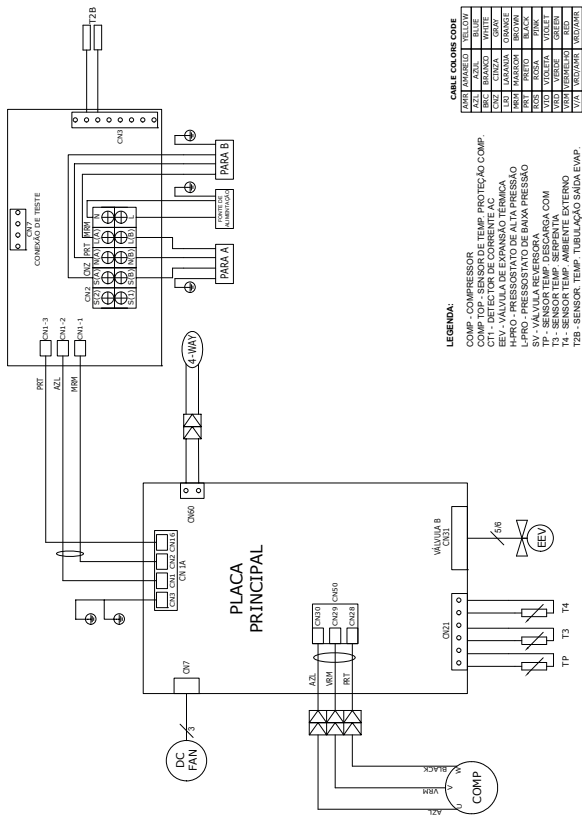 T2B
CN7
CONEXÃO DE TESTE
CN3
CN2
S(2) S(A) N(A) L(A) N
S(1) S(B) N(B) L(B) L
CNZ PRT MRM
PARA A
FONTE DE
ALIMENTAÇÃO
PARA B
CN1-3
CN1-2
CN1-1
PRT
AZL
MRM
4-WAY
CN60
CN3 CN1 CN2 CN16
CN 1A
PLACA
PRINCIPAL
CN7
3
DC
FAN
CN30
CN29
CN28
CN50
AZL
VRM
PRT
AZL
VRM
BLACK
U V W
COMP
VÁLVULA B
CN31
5/6
EEV
CN21
TP T3 T4
LEGENDA:
COMP - COMPRESSOR
COMP TOP - SENSOR DE TEMP. PROTEÇÃO COMP.
CT1 - DETECTOR DE CORRENTE AC
EEV - VÁLVULA DE EXPANSÃO TÉRMICA
H-PRO - PRESSOSTATO DE ALTA PRESSÃO
L-PRO - PRESSOSTATO DE BAIXA PRESSÃO
SV - VÁLVULA REVERSORA
TP - SENSOR TEMP. DESCARGA COM
T3 - SENSOR TEMP. SERPENTIA
T4 - SENSOR TEMP. AMBIENTE EXTERNO
T2B - SENSOR. TEMP. TUBULAÇÃO SAÍDA EVAP.
CABLE COLORS CODE
AMR AMARELO YELLOW
AZL AZUL BLUE
BRC BRANCO WHITE
CNZ CINZA GRAY
LRJ LARANJA ORANGE
MRM MARROM BROWN
PRT PRETO BLACK
ROS ROSA PINK
VIO VIOLETA VIOLET
VRD VERDE GREEN
VRM VERMELHO RED
V/A VRD/AMR VRD/AMR